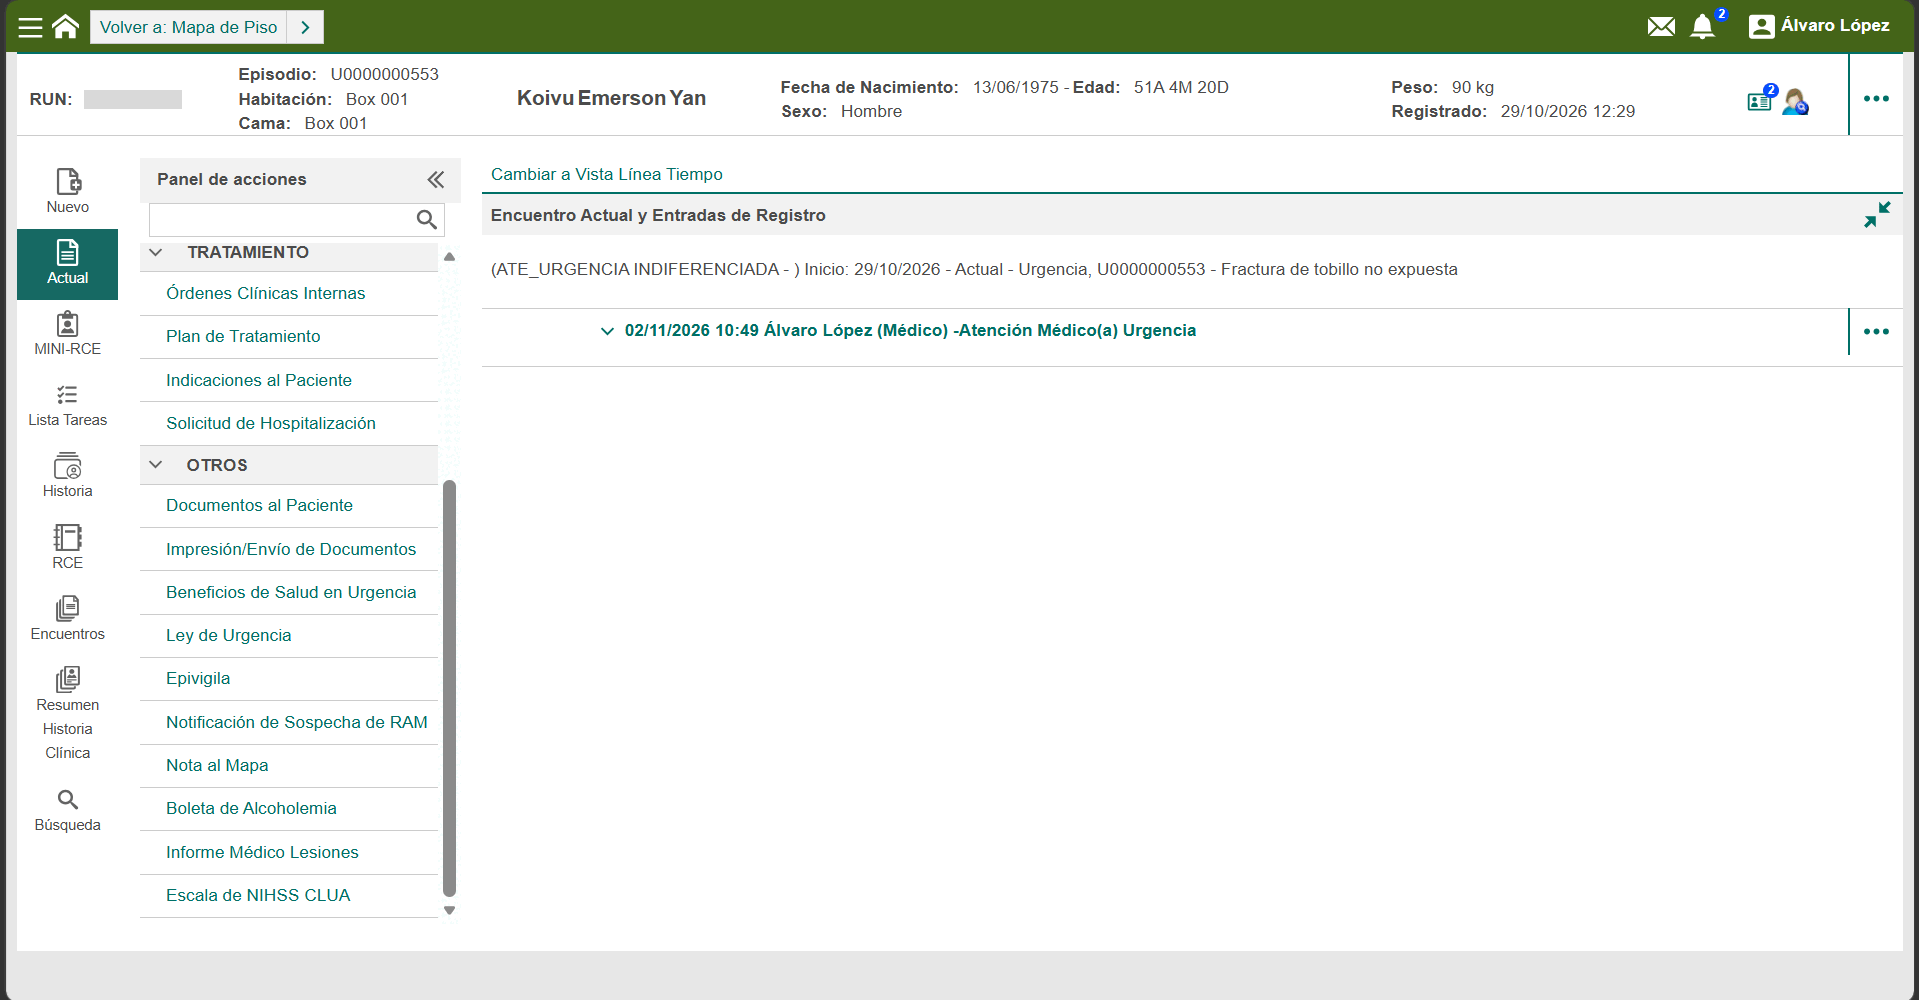 Volver a: Mapa de Piso
2
Álvaro López
RUN:
Episodio: U0000000553
Habitación: Box 001
Cama: Box 001
Koivu Emerson Yan
Fecha de Nacimiento: 13/06/1975 - Edad: 51A 4M 20D
Sexo: Hombre
Peso: 90 kg
Registrado: 29/10/2026 12:29
2
Nuevo
Actual
MINI-RCE
Lista Tareas
Historia
RCE
Encuentros
Resumen
Historia
Clínica
Búsqueda
Panel de acciones
TRATAMIENTO
Órdenes Clínicas Internas
Plan de Tratamiento
Indicaciones al Paciente
Solicitud de Hospitalización
OTROS
Documentos al Paciente
Impresión/Envío de Documentos
Beneficios de Salud en Urgencia
Ley de Urgencia
Epivigila
Notificación de Sospecha de RAM
Nota al Mapa
Boleta de Alcoholemia
Informe Médico Lesiones
Escala de NIHSS CLUA
Cambiar a Vista Línea Tiempo
Encuentro Actual y Entradas de Registro
(ATE_URGENCIA INDIFERENCIADA - ) Inicio: 29/10/2026 - Actual - Urgencia, U0000000553 - Fractura de tobillo no expuesta
02/11/2026 10:49 Álvaro López (Médico) -Atención Médico(a) Urgencia